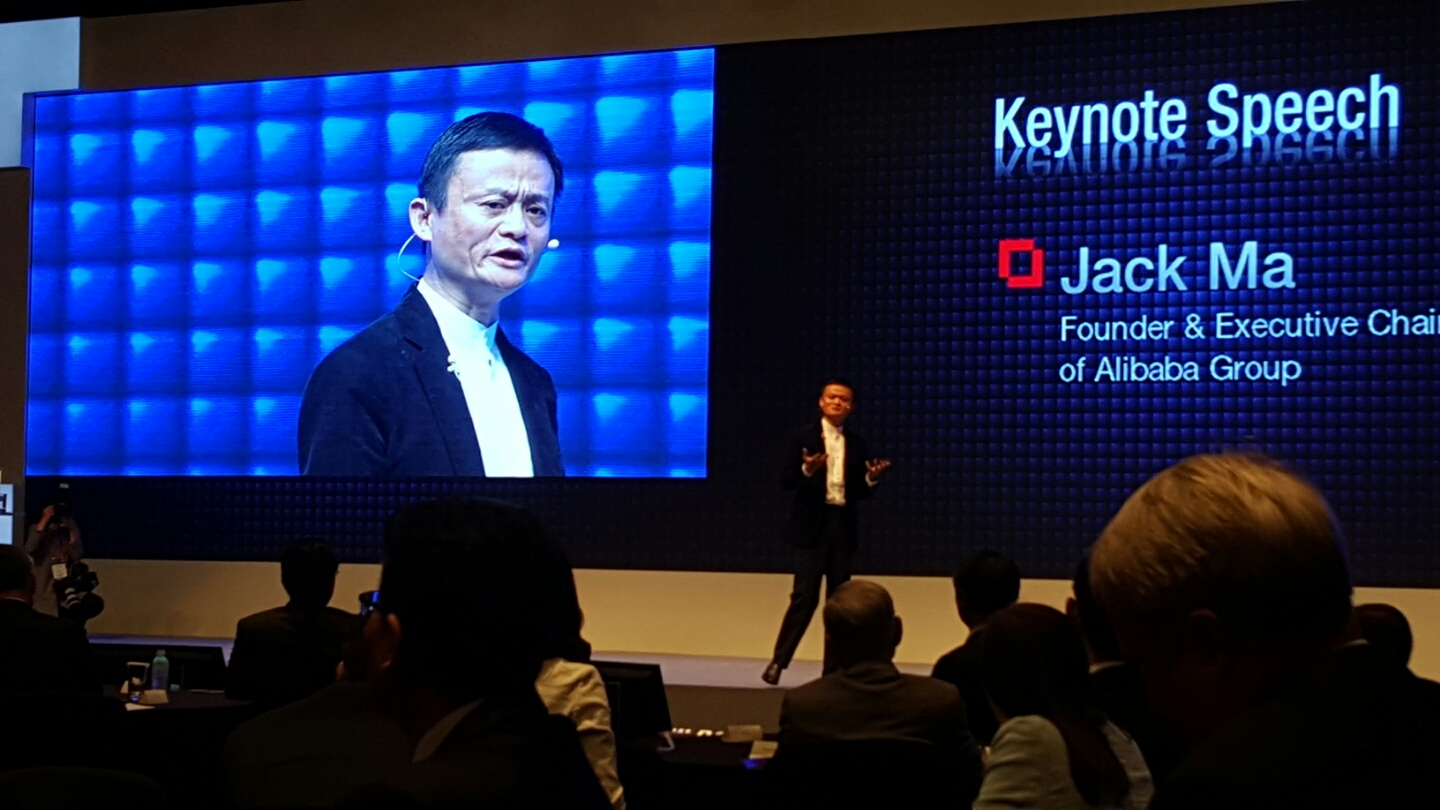 Keynote Speech
Jack Ma
Founder & Executive Chai
of Alibaba Group